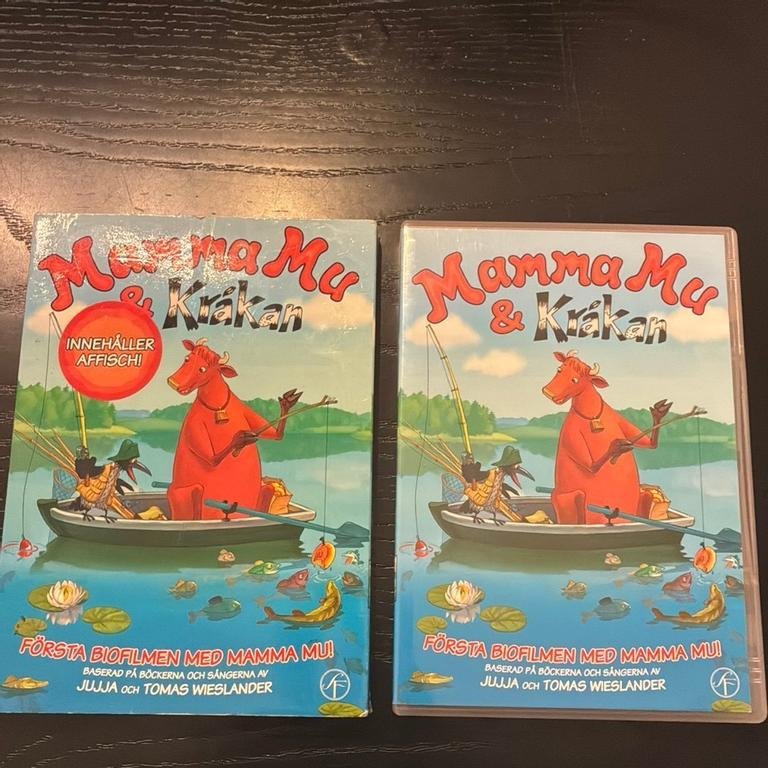 Mamma Mu
& Kråkan
INNEHÅLLER
AFFISCH!
FÖRSTA BIOFILMEN MED MAMMA MU!
BASERAD PÅ BÖCKERNA OCH SÅNGERNA AV
JUJJA OCH TOMAS WIESLANDER
SF
Mamma Mu
& Kråkan
FÖRSTA BIOFILMEN MED MAMMA MU!
BASERAD PÅ BÖCKERNA OCH SÅNGERNA AV
JUJJA OCH TOMAS WIESLANDER
SF